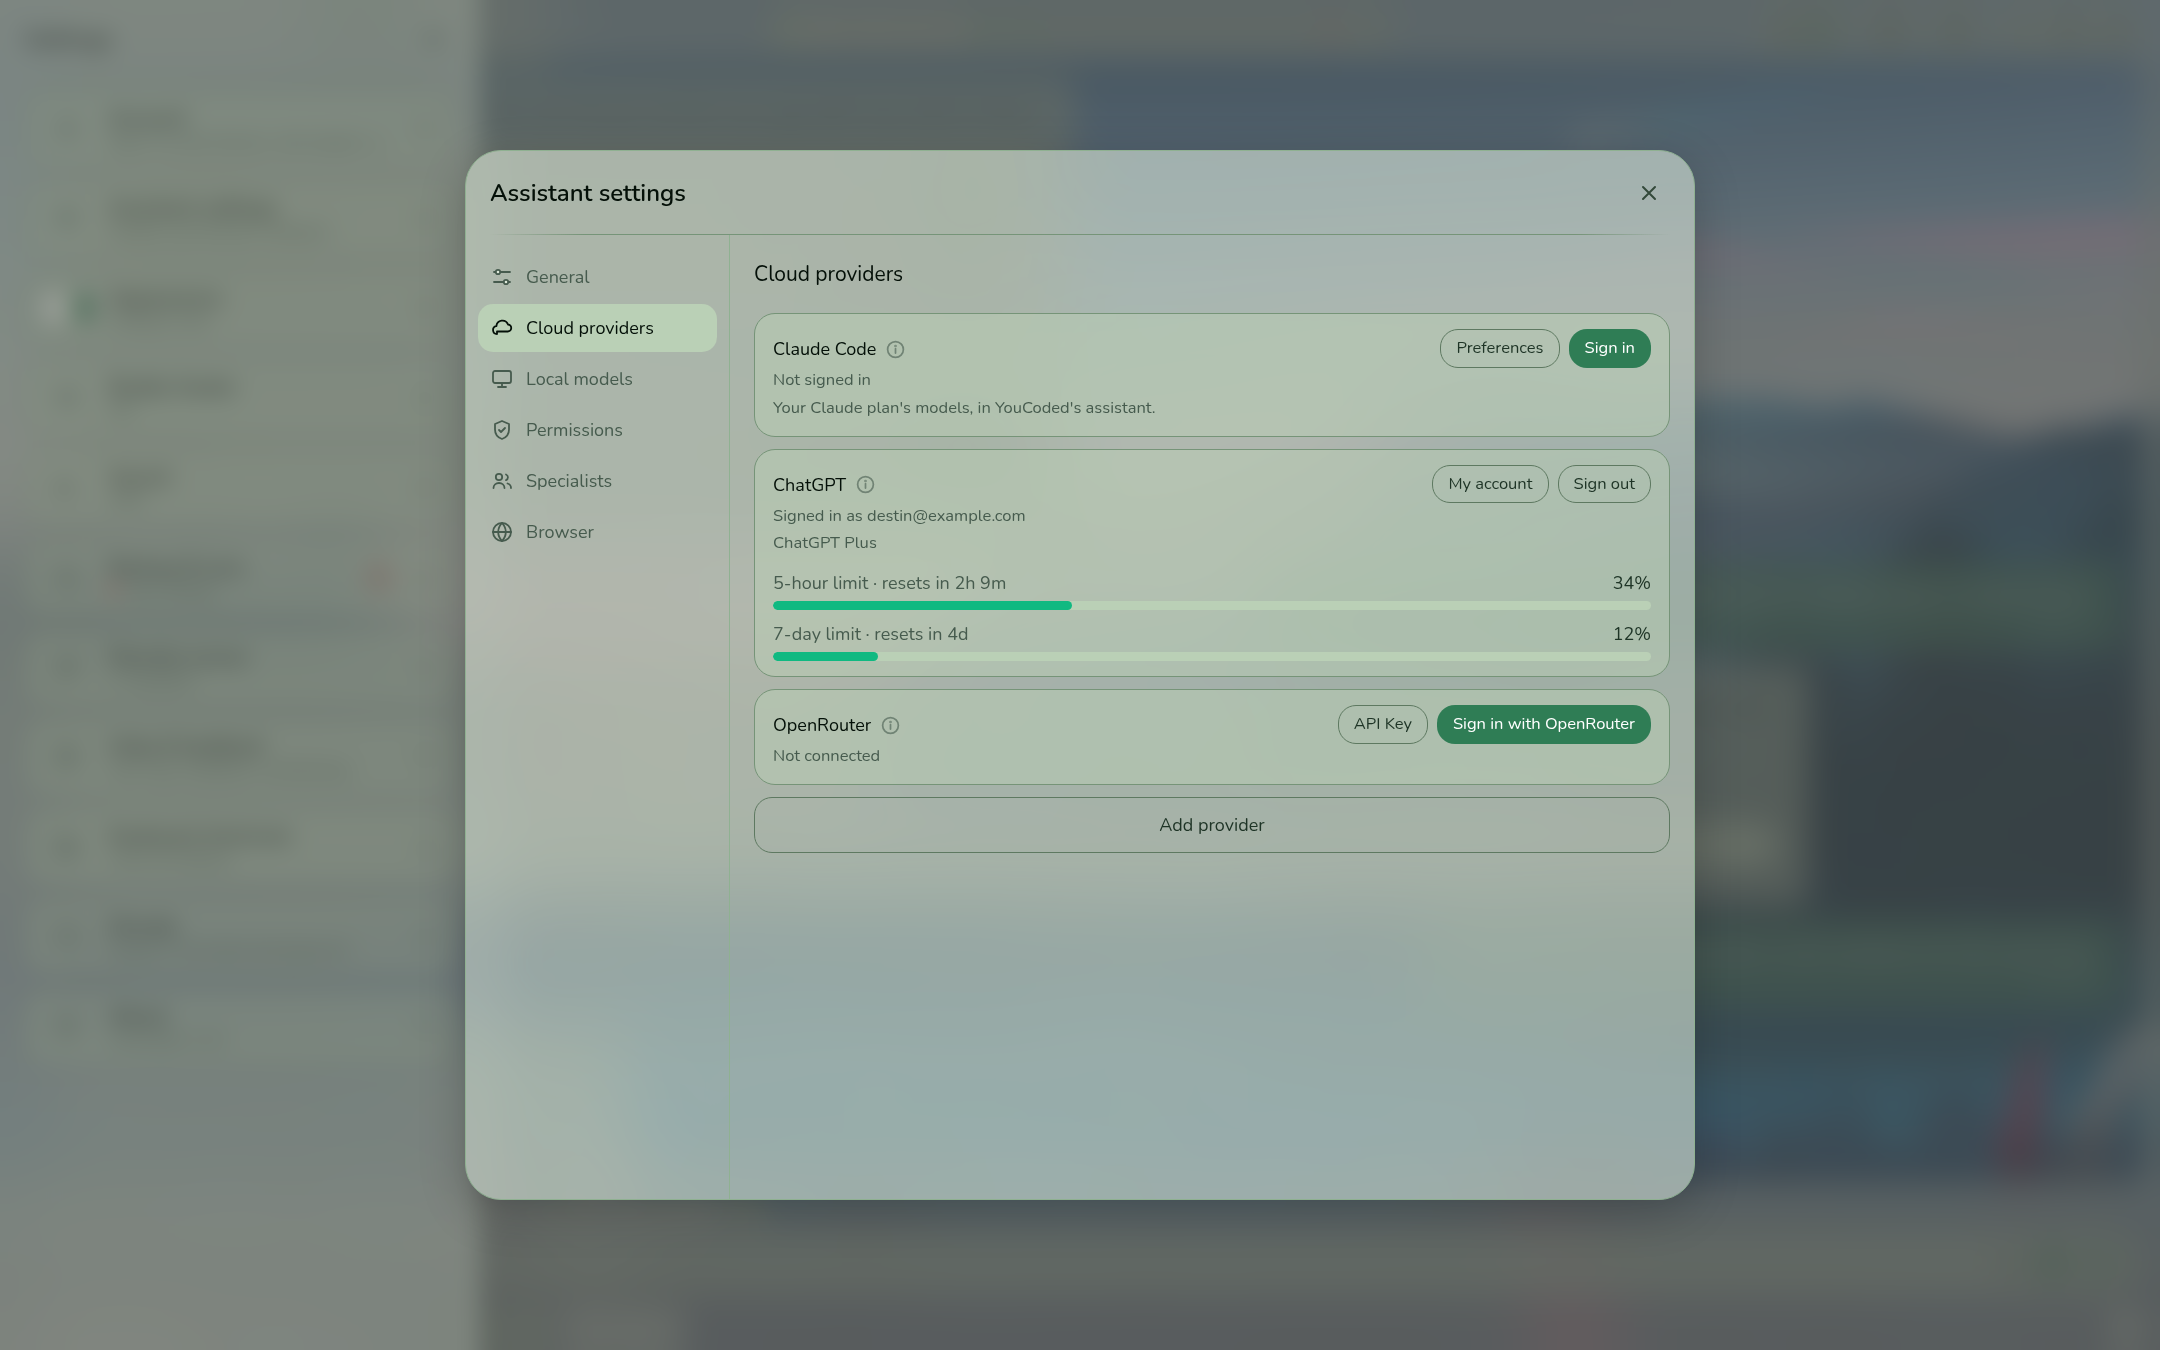 Assistant settings
General
Cloud providers
Local models
Permissions
Specialists
Browser
Cloud providers
Claude Code
Preferences
Sign in
Not signed in
Your Claude plan's models, in YouCoded's assistant.
ChatGPT
My account
Sign out
Signed in as destin@example.com
ChatGPT Plus
5-hour limit · resets in 2h 9m
34%
7-day limit · resets in 4d
12%
OpenRouter
API Key
Sign in with OpenRouter
Not connected
Add provider